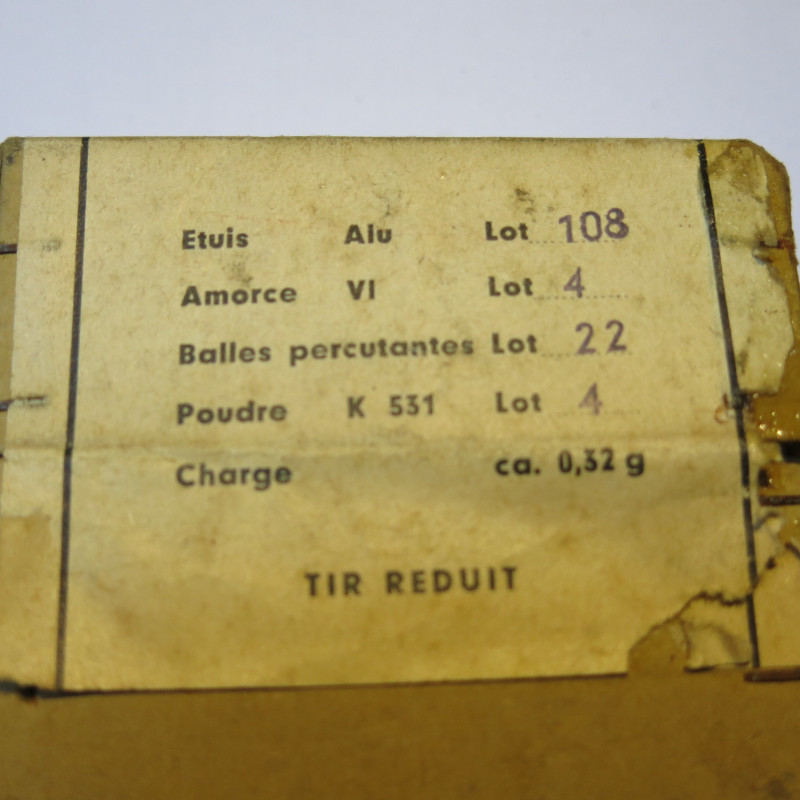 Etuis Alu Lot 108
Amorce VI Lot 4
Balles percutantes Lot 22
Poudre K 531 Lot 4
Charge ca. 0,32 g
TIR REDUIT